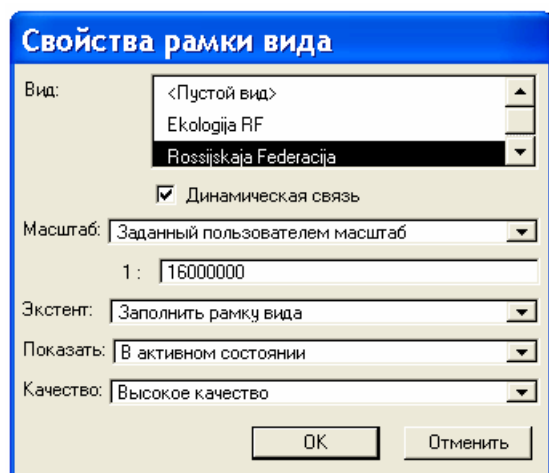 Свойства рамки вида
Вид:
<Пустой вид>
Ekologija RF
Rossijskaja Federacija
Динамическая связь
Масштаб: Заданный пользователем масштаб
1 : 16000000
Экстент: Заполнить рамку вида
Показать: В активном состоянии
Качество: Высокое качество
OK Отменить